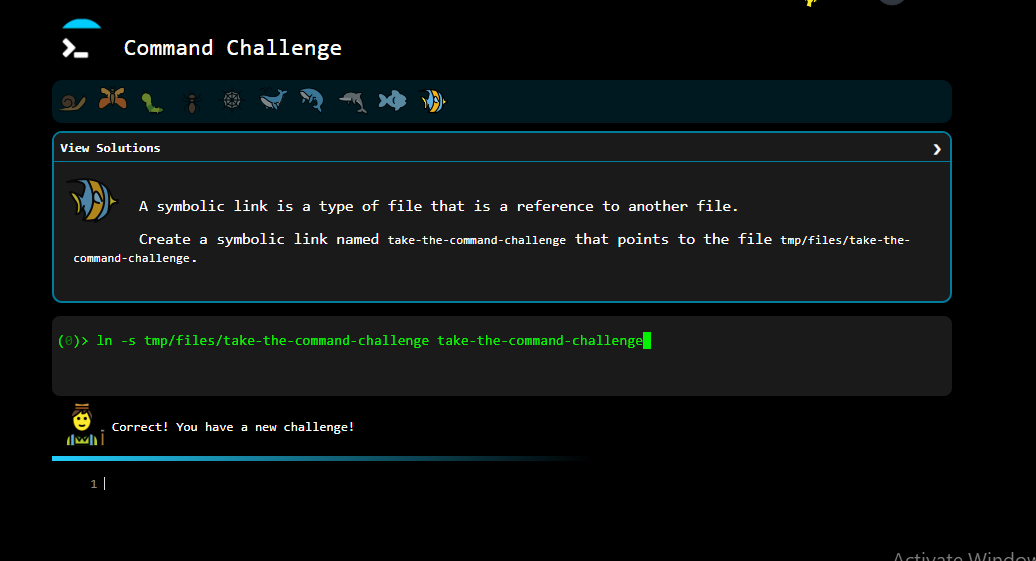 Command Challenge
View Solutions
A symbolic link is a type of file that is a reference to another file.
Create a symbolic link named take-the-command-challenge that points to the file tmp/files/take-the-
command-challenge.
(0)> ln -s tmp/files/take-the-command-challenge take-the-command-challenge
Correct! You have a new challenge!
1
Activate Window